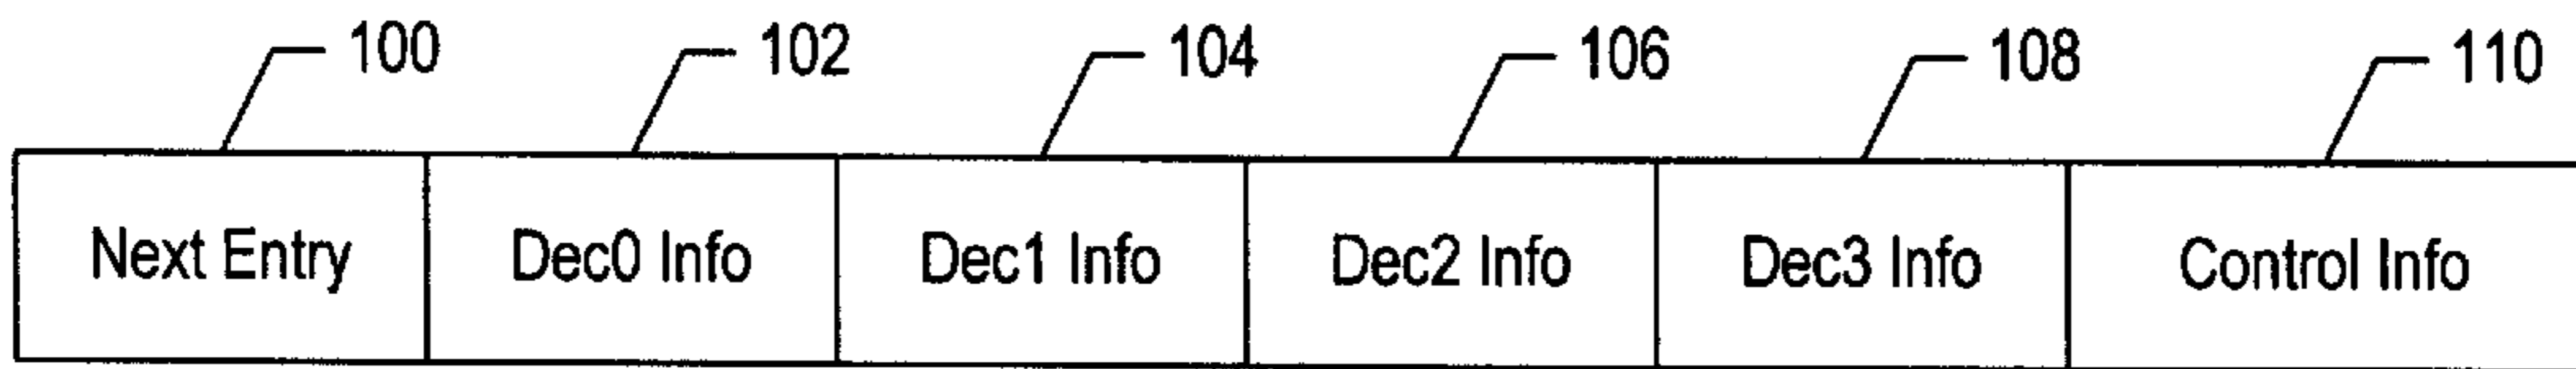 100 102 104 106 108 110
Next Entry Dec0 Info Dec1 Info Dec2 Info Dec3 Info Control Info